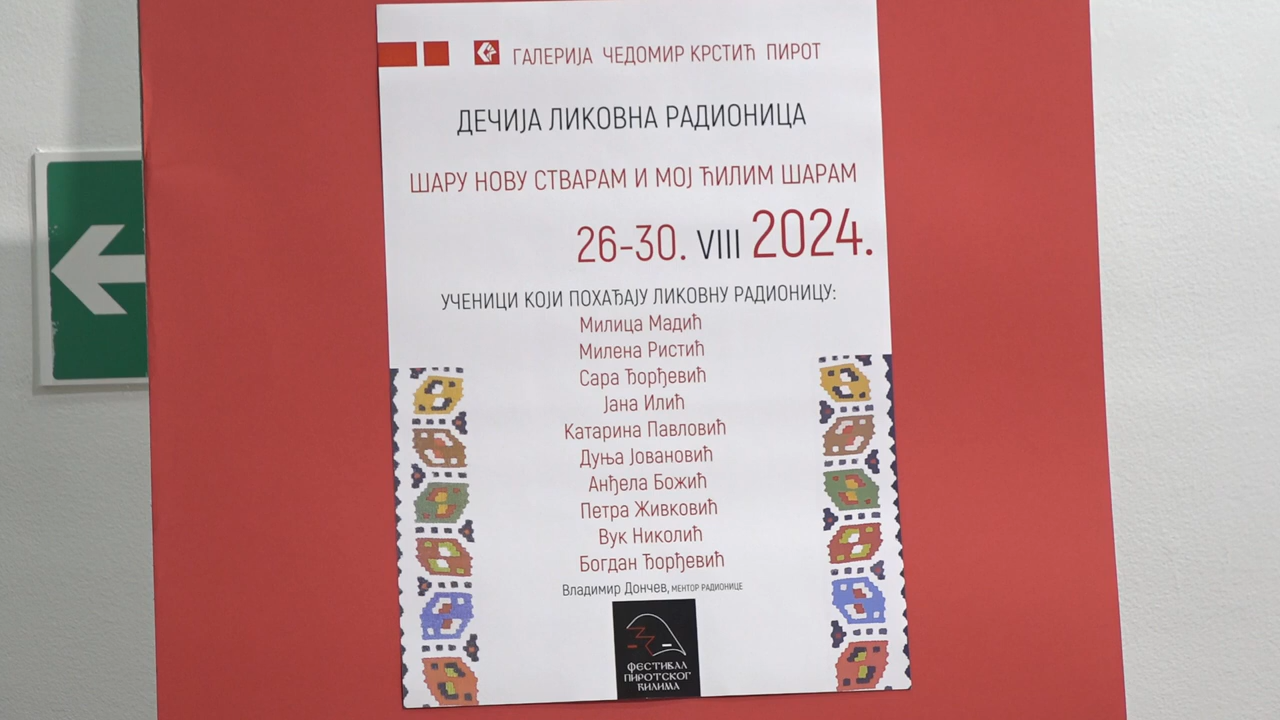 ГАЛЕРИЈА ЧЕДОМИР КРСТИЋ ПИРОТ
ДЕЧИЈА ЛИКОВНА РАДИОНИЦА
ШАРУ НОВУ СТВАРАМ И МОЈ ЋИЛИМ ШАРАМ
26-30. VIII 2024.
УЧЕНИЦИ КОЈИ ПОХАЂАЈУ ЛИКОВНУ РАДИОНИЦУ:
Милица Мадић
Милена Ристић
Сара Ђорђевић
Јана Илић
Катарина Павловић
Дуња Јовановић
Анђела Божић
Петра Живковић
Вук Николић
Богдан Ђорђевић
Владимир Дончев, МЕНТОР РАДИОНИЦЕ
ФЕСТИВАЛ
ПИРОТСКОГ
ЋИЛИМА